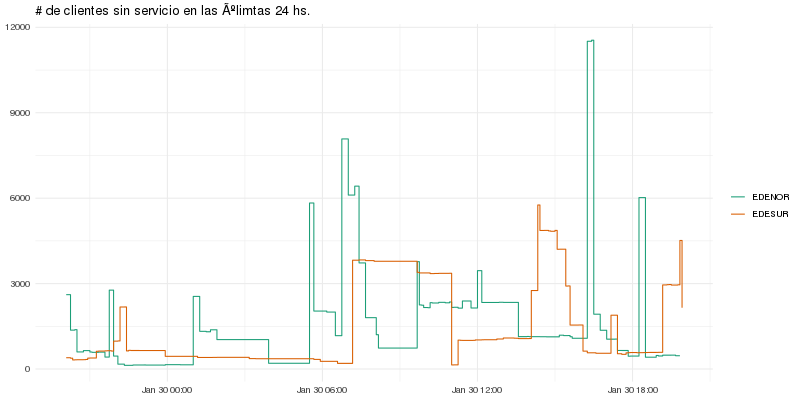 # de clientes sin servicio en las Ãºlimtas 24 hs.
12000
9000
6000
3000
0
EDENOR
EDESUR
Jan 30 00:00
Jan 30 06:00
Jan 30 12:00
Jan 30 18:00